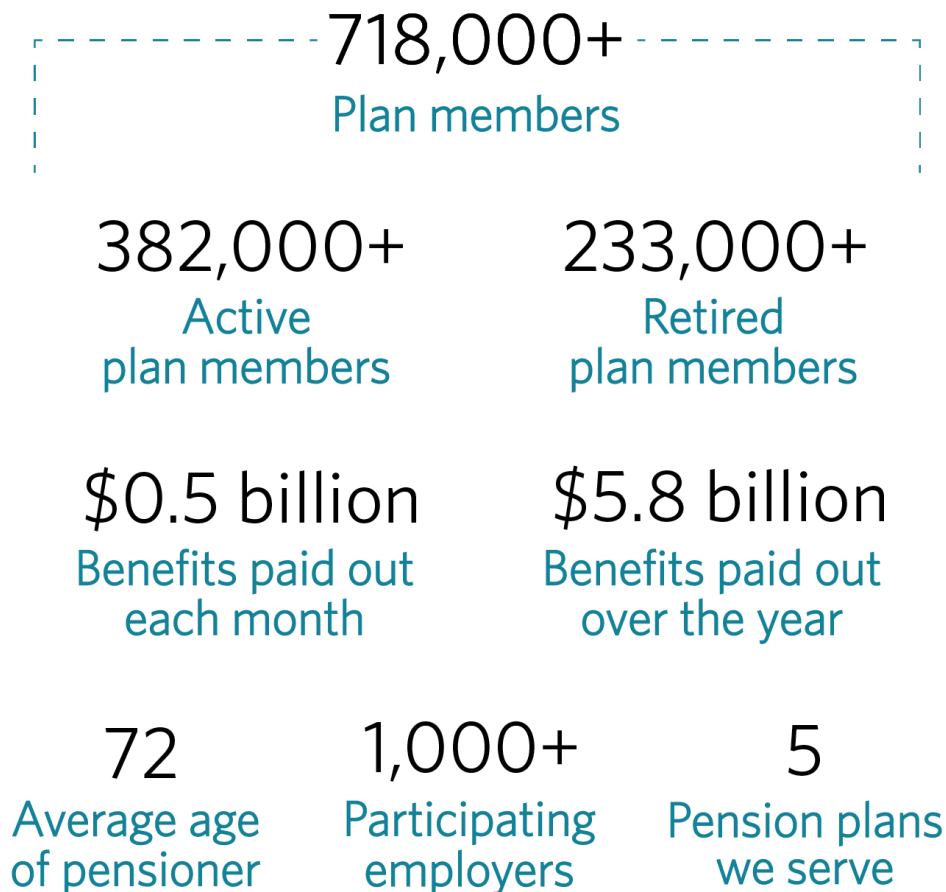 718,000+
Plan members
382,000+
Active
plan members
233,000+
Retired
plan members
$0.5 billion
Benefits paid out
each month
$5.8 billion
Benefits paid out
over the year
72
Average age
of pensioner
1,000+
Participating
employers
5
Pension plans
we serve